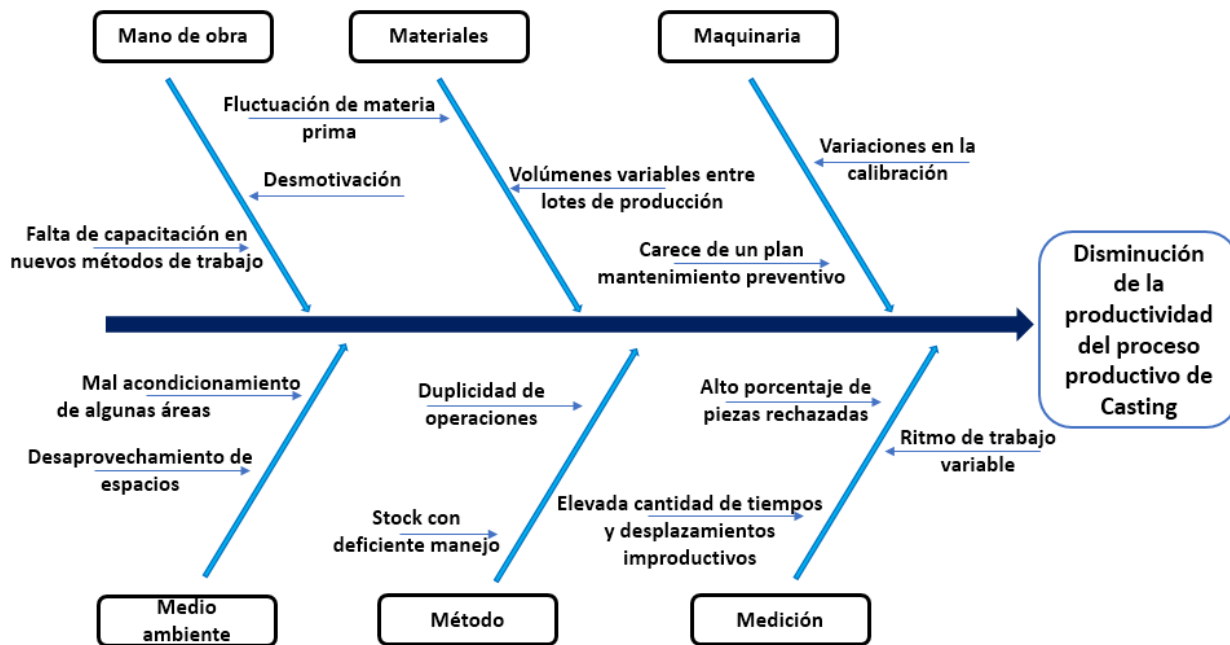 Mano de obra
Materiales
Maquinaria
Fluctuación de materia
prima
Desmotivación
Falta de capacitación en
nuevos métodos de trabajo
Volúmenes variables entre
lotes de producción
Variaciones en la
calibración
Carece de un plan
mantenimiento preventivo
Disminución
de la
productividad
del proceso
productivo de
Casting
Mal acondicionamiento
de algunas áreas
Desaprovechamiento de
espacios
Duplicidad de
operaciones
Stock con
deficiente manejo
Alto porcentaje de
piezas rechazadas
Ritmo de trabajo
variable
Elevada cantidad de tiempos
y desplazamientos
improductivos
Medio
ambiente
Método
Medición